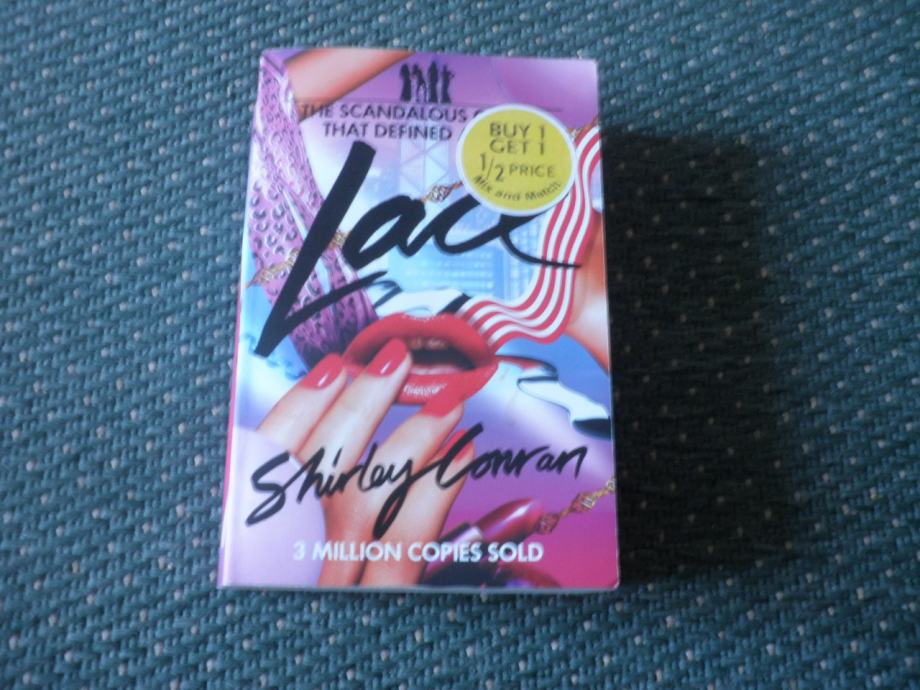 THE SCANDALOUS
THAT DEFINED
BUY 1
GET 1
1/2 PRICE
Mix and Match
Lace
Shirley Conran
3 MILLION COPIES SOLD